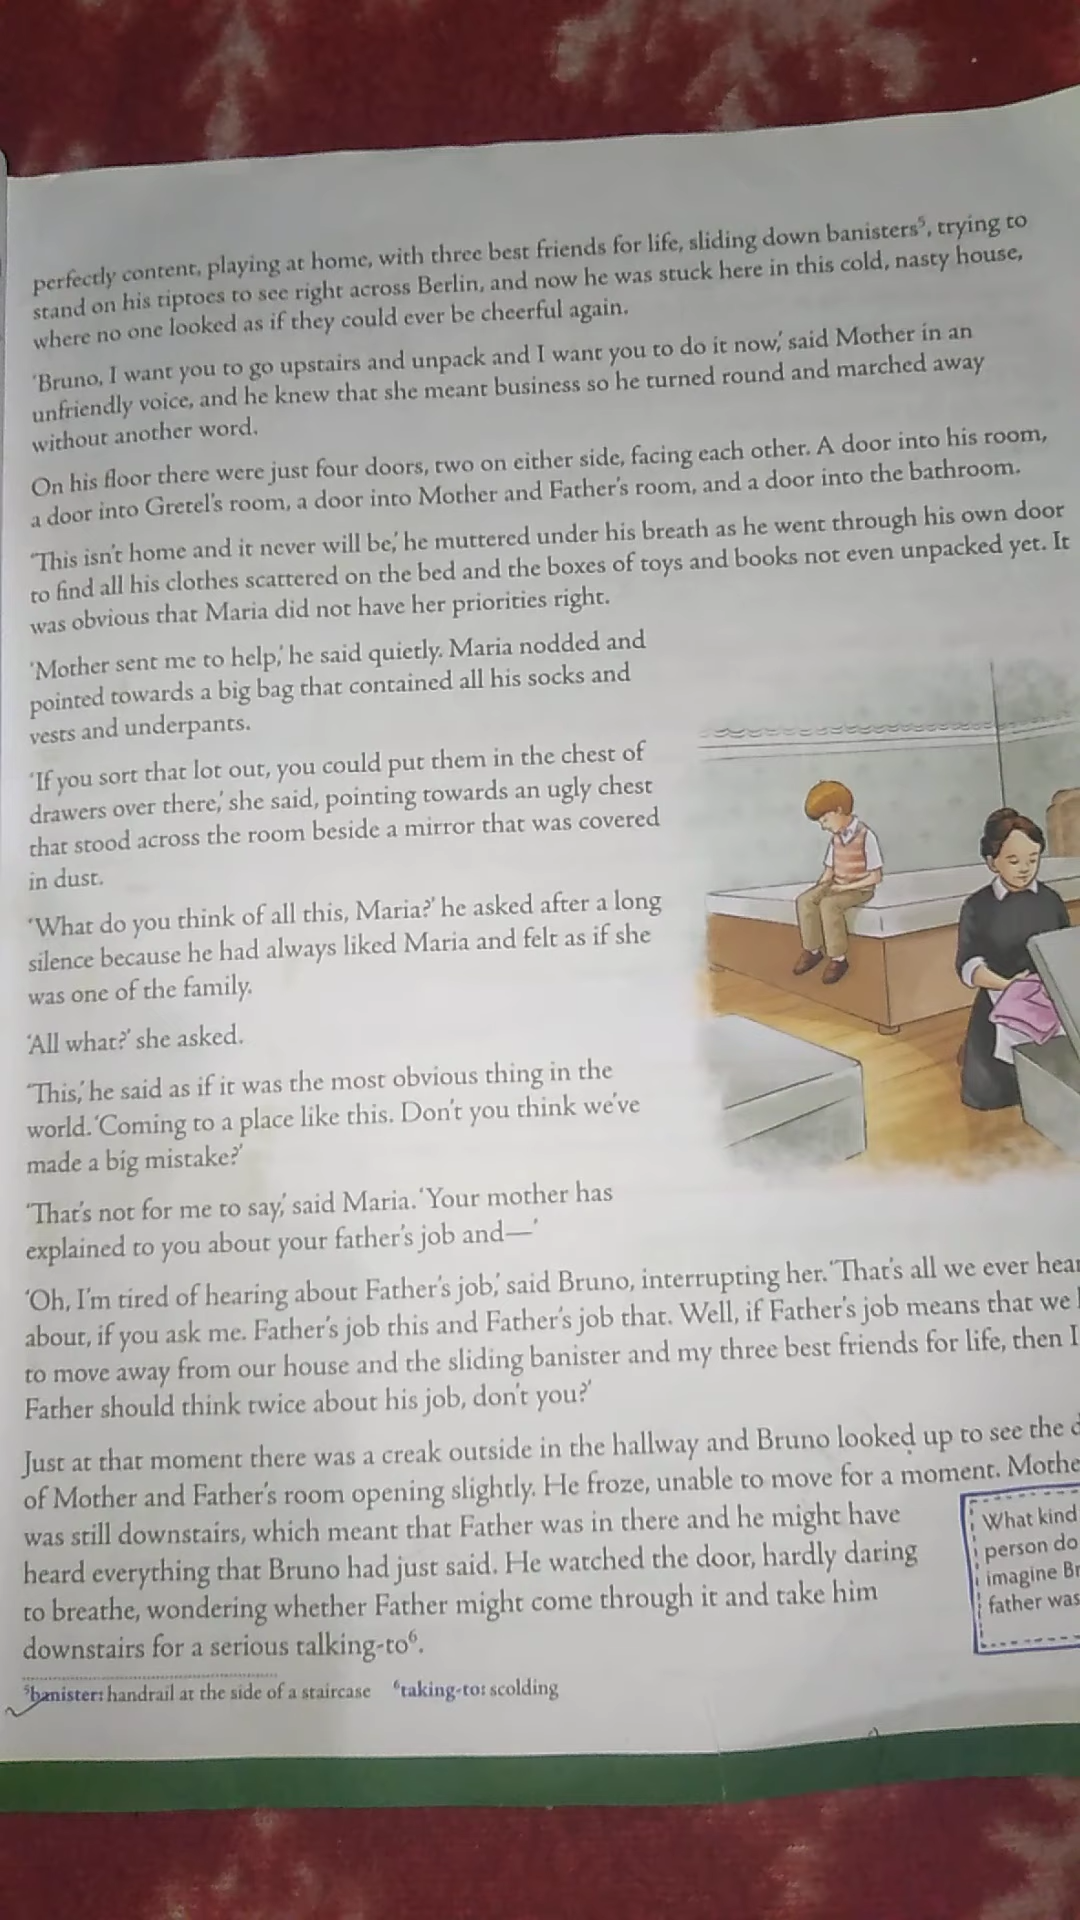 perfectly content, playing at home, with three best friends for life, sliding down banisters⁵, trying to
stand on his tiptoes to see right across Berlin, and now he was stuck here in this cold, nasty house,
where no one looked as if they could ever be cheerful again.
'Bruno, I want you to go upstairs and unpack and I want you to do it now,' said Mother in an
unfriendly voice, and he knew that she meant business so he turned round and marched away
without another word.
On his floor there were just four doors, two on either side, facing each other. A door into his room,
a door into Gretel's room, a door into Mother and Father's room, and a door into the bathroom.
'This isn't home and it never will be,' he muttered under his breath as he went through his own door
to find all his clothes scattered on the bed and the boxes of toys and books not even unpacked yet. It
was obvious that Maria did not have her priorities right.
'Mother sent me to help,' he said quietly. Maria nodded and
pointed towards a big bag that contained all his socks and
vests and underpants.
'If you sort that lot out, you could put them in the chest of
drawers over there,' she said, pointing towards an ugly chest
that stood across the room beside a mirror that was covered
in dust.
'What do you think of all this, Maria?' he asked after a long
silence because he had always liked Maria and felt as if she
was one of the family.
'All what?' she asked.
'This,' he said as if it was the most obvious thing in the
world. 'Coming to a place like this. Don't you think we've
made a big mistake?'
'That's not for me to say,' said Maria. 'Your mother has
explained to you about your father's job and—'
'Oh, I'm tired of hearing about Father's job,' said Bruno, interrupting her. 'That's all we ever hear
about, if you ask me. Father's job this and Father's job that. Well, if Father's job means that we
to move away from our house and the sliding banister and my three best friends for life, then I
Father should think twice about his job, don't you?'
Just at that moment there was a creak outside in the hallway and Bruno looked up to see the
of Mother and Father's room opening slightly. He froze, unable to move for a moment. Mothe
was still downstairs, which meant that Father was in there and he might have
heard everything that Bruno had just said. He watched the door, hardly daring
to breathe, wondering whether Father might come through it and take him
downstairs for a serious talking-to⁶.
What kind
person do
imagine Br
father was
⁵banister: handrail at the side of a staircase ⁶taking-to: scolding